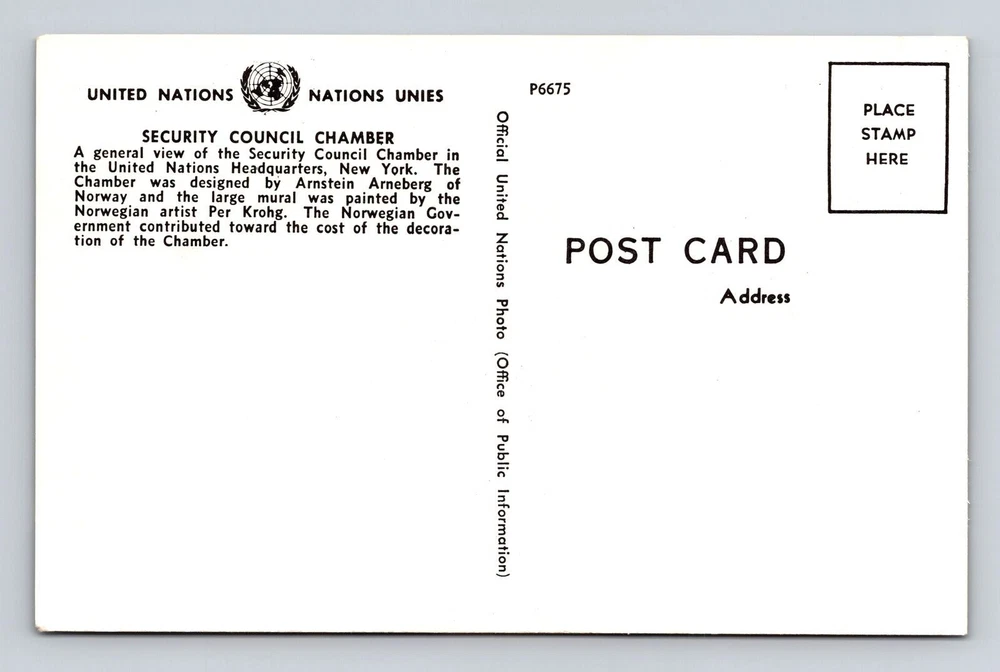 UNITED NATIONS NATIONS UNIES
SECURITY COUNCIL CHAMBER
A general view of the Security Council Chamber in
the United Nations Headquarters, New York. The
Chamber was designed by Arnstein Arneberg of
Norway and the large mural was painted by the
Norwegian artist Per Krohg. The Norwegian Gov-
ernment contributed toward the cost of the decora-
tion of the Chamber.
Official United Nations Photo (Office of Public Information)
P6675
PLACE
STAMP
HERE
POST CARD
Address